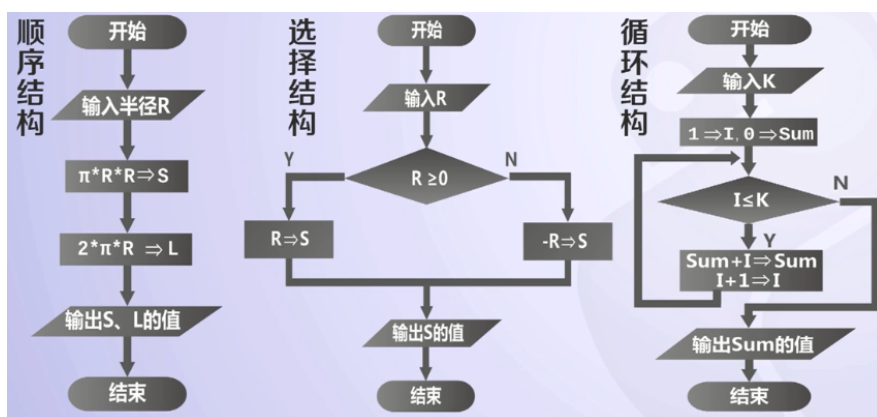 顺序结构
开始
输入半径R
π*R*R⇒S
2*π*R ⇒L
输出S、L的值
结束
选择结构
开始
输入R
R ≥0
Y
N
R⇒S
-R⇒S
输出S的值
结束
循环结构
开始
输入K
1⇒I,0⇒Sum
I≤K
N
Y
Sum+I⇒Sum
I+1⇒I
输出Sum的值
结束